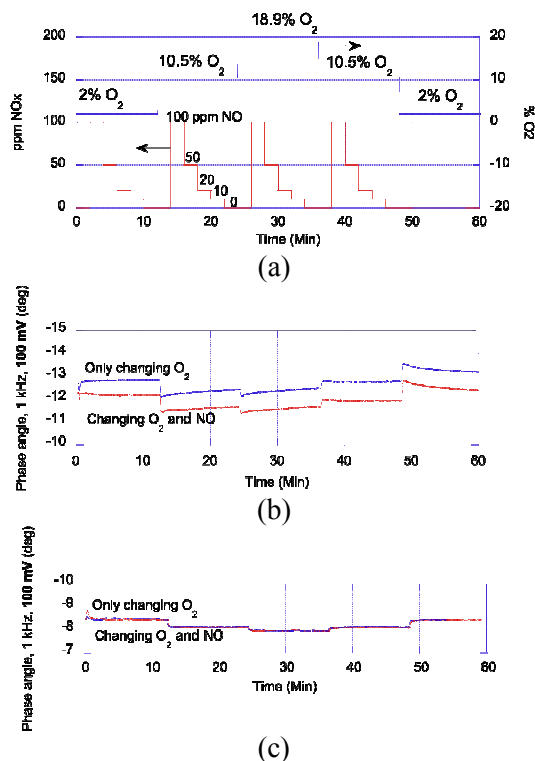 18.9% O2
200
20
10.5% O2
10.5% O2
150
10
2% O2
2% O2
ppm NOx
100
100 ppm NO
0
% O2
50
50
-10
20
10
0
0
-20
0 10 20 30 40 50 60
Time (Min)
(a)
Phase angle, 1 kHz, 100 mV (deg)
-15
-14
Only changing O2
-13
-12
-11
Changing O2 and NO
-10
0 10 20 30 40 50 60
Time (Min)
(b)
Phase angle, 1 kHz, 100 mV (deg)
-10
-9
Only changing O2
-8
Changing O2 and NO
-7
0 10 20 30 40 50 60
Time (Min)
(c)